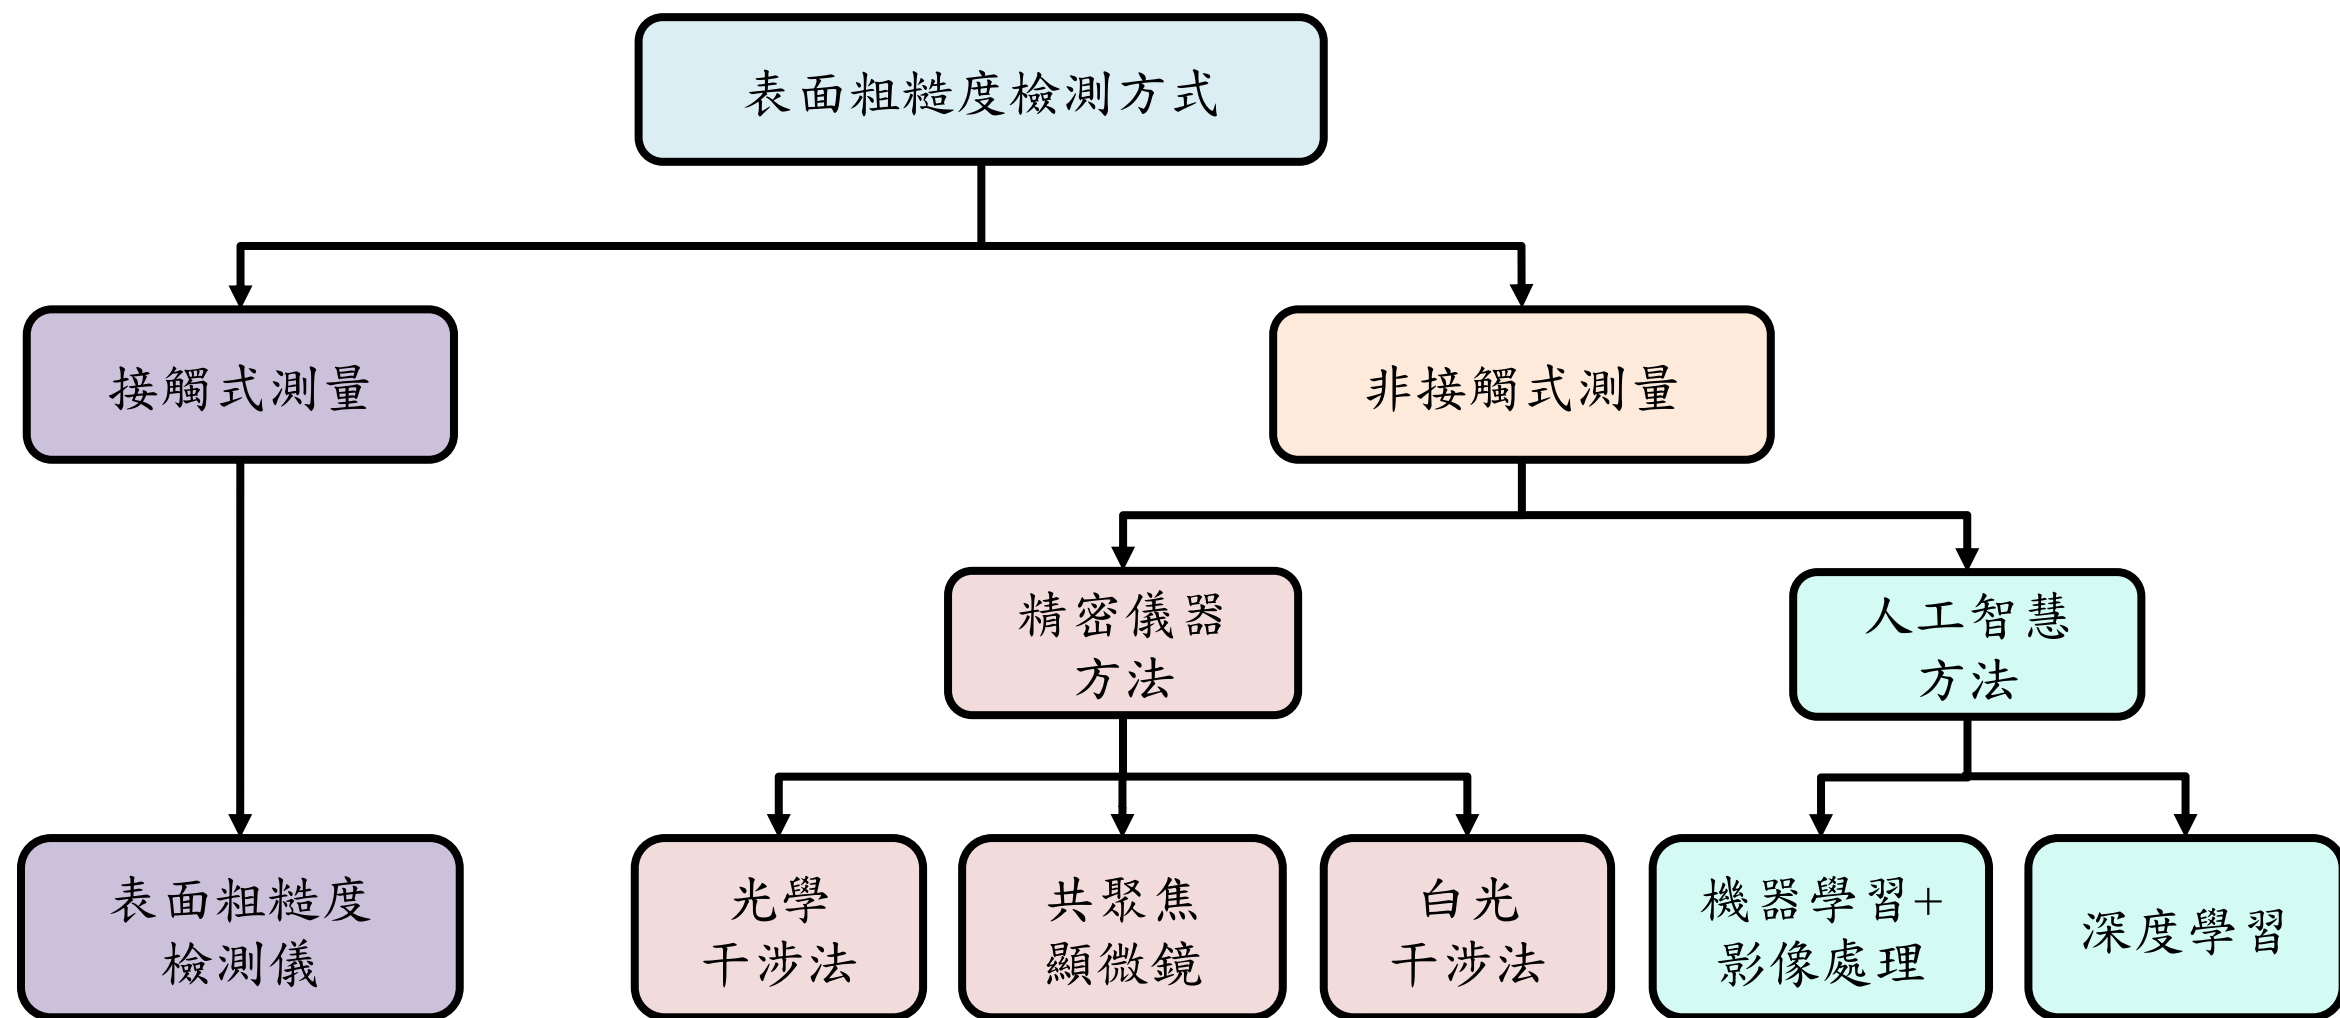 表面粗糙度檢測方式
接觸式測量
非接觸式測量
精密儀器
方法
人工智慧
方法
表面粗糙度
檢測儀
光學
干涉法
共聚焦
顯微鏡
白光
干涉法
機器學習+
影像處理
深度學習